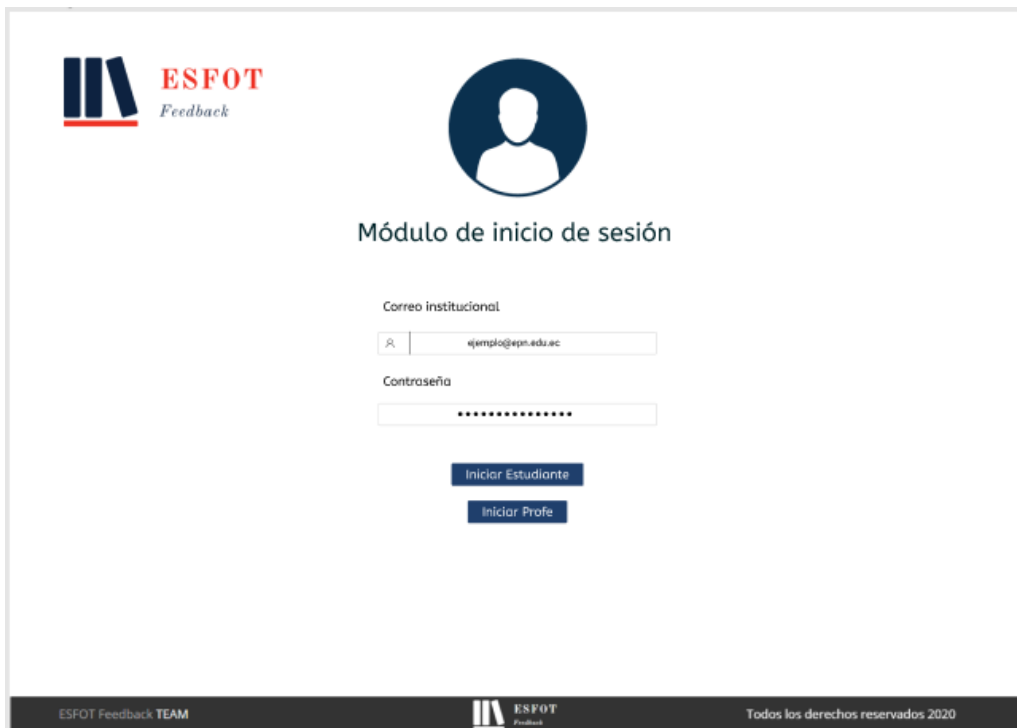 ESFOT
Feedback
Módulo de inicio de sesión
Correo institucional
ejemplo@epn.edu.ec
Contraseña
Iniciar Estudiante
Iniciar Profe
ESFOT Feedback TEAM
ESFOT
Feedback
Todos los derechos reservados 2020